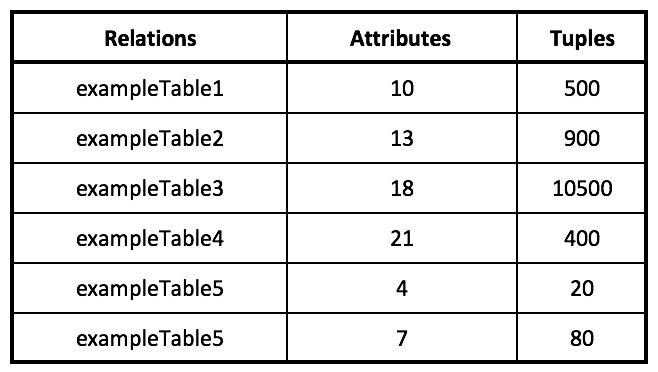 Relations Attributes Tuples
exampleTable1 10 500
exampleTable2 13 900
exampleTable3 18 10500
exampleTable4 21 400
exampleTable5 4 20
exampleTable5 7 80